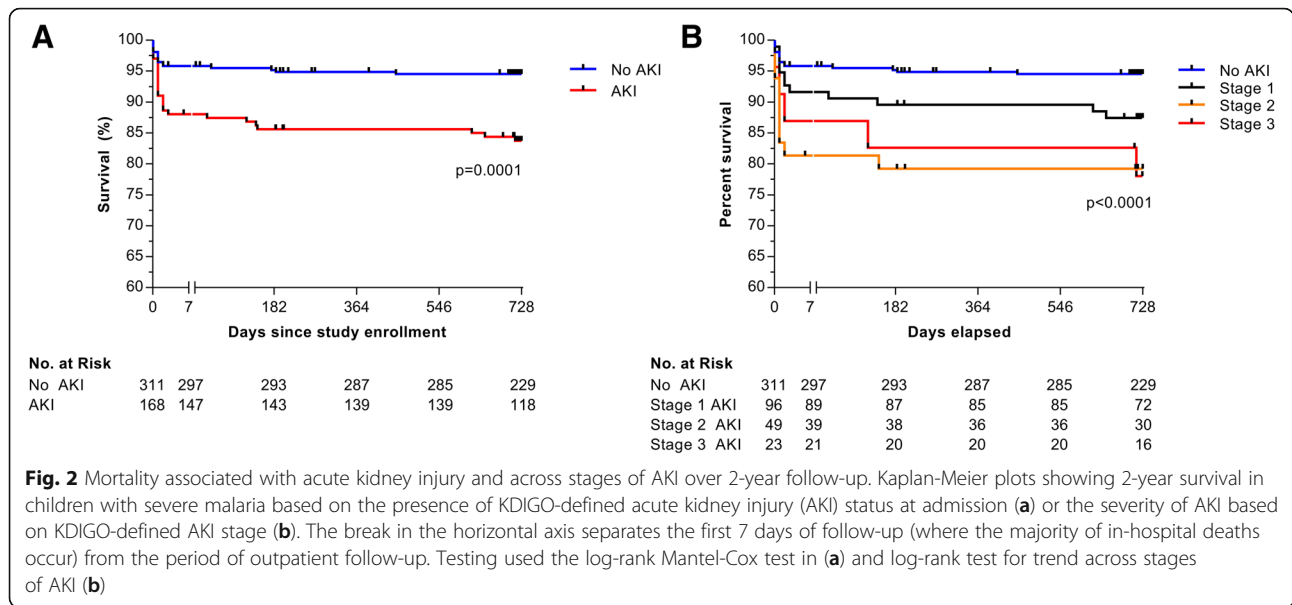 A
100
95
90
85
80
75
70
65
60
Survival (%)
No AKI
AKI
p=0.0001
0 7 182 364 546 728
Days since study enrollment
No. at Risk
No AKI 311 297 293 287 285 229
AKI 168 147 143 139 139 118
B
100
95
90
85
80
75
70
65
60
Percent survival
No AKI
Stage 1
Stage 2
Stage 3
p<0.0001
0 7 182 364 546 728
Days elapsed
No. at Risk
No AKI 311 297 293 287 285 229
Stage 1 AKI 96 89 87 85 85 72
Stage 2 AKI 49 39 38 36 36 30
Stage 3 AKI 23 21 20 20 20 16
Fig. 2 Mortality associated with acute kidney injury and across stages of AKI over 2-year follow-up. Kaplan-Meier plots showing 2-year survival in
children with severe malaria based on the presence of KDIGO-defined acute kidney injury (AKI) status at admission (a) or the severity of AKI based
on KDIGO-defined AKI stage (b). The break in the horizontal axis separates the first 7 days of follow-up (where the majority of in-hospital deaths
occur) from the period of outpatient follow-up. Testing used the log-rank Mantel-Cox test in (a) and log-rank test for trend across stages
of AKI (b)